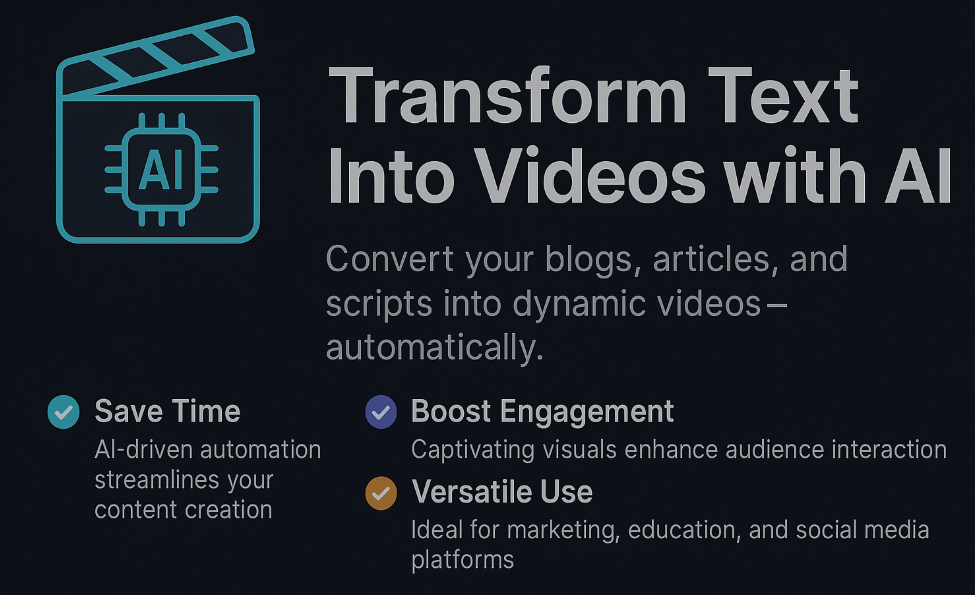 AI
Transform Text
Into Videos with AI
Convert your blogs, articles, and
scripts into dynamic videos—
automatically.
Save Time
AI-driven automation
streamlines your
content creation
Boost Engagement
Captivating visuals enhance audience interaction
Versatile Use
Ideal for marketing, education, and social media
platforms